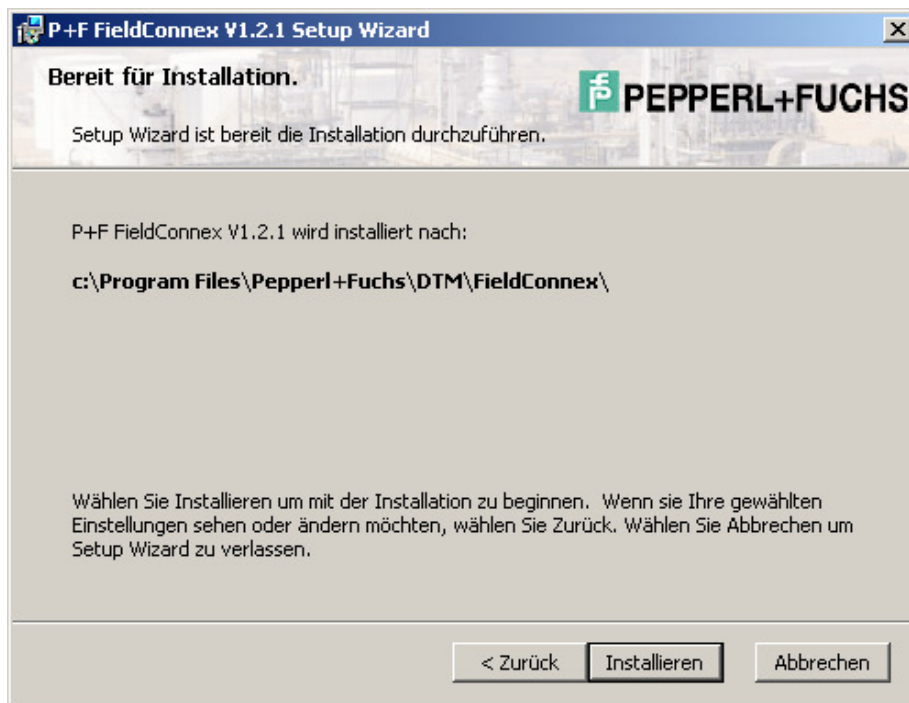 P+F FieldConnex V1.2.1 Setup Wizard
Bereit für Installation.
PEPPERL+FUCHS
Setup Wizard ist bereit die Installation durchzuführen.
P+F FieldConnex V1.2.1 wird installiert nach:
c:\Program Files\Pepperl+Fuchs\DTM\FieldConnex\
Wählen Sie Installieren um mit der Installation zu beginnen.  Wenn sie Ihre gewählten
Einstellungen sehen oder ändern möchten, wählen Sie Zurück. Wählen Sie Abbrechen um
Setup Wizard zu verlassen.
< Zurück
Installieren
Abbrechen